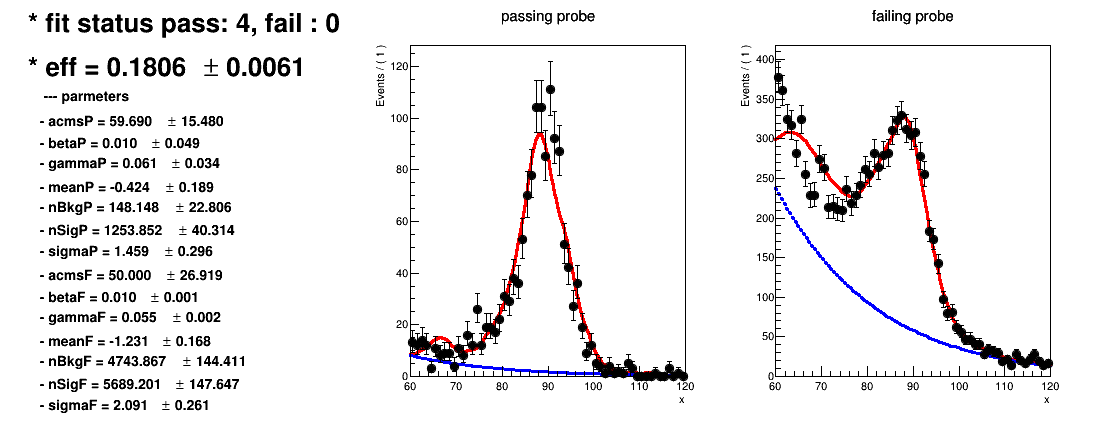 * fit status pass: 4, fail : 0
* eff = 0.1806 ± 0.0061
--- parmeters
- acmsP = 59.690 ± 15.480
- betaP = 0.010 ± 0.049
- gammaP = 0.061 ± 0.034
- meanP = -0.424 ± 0.189
- nBkgP = 148.148 ± 22.806
- nSigP = 1253.852 ± 40.314
- sigmaP = 1.459 ± 0.296
- acmsF = 50.000 ± 26.919
- betaF = 0.010 ± 0.001
- gammaF = 0.055 ± 0.002
- meanF = -1.231 ± 0.168
- nBkgF = 4743.867 ± 144.411
- nSigF = 5689.201 ± 147.647
- sigmaF = 2.091 ± 0.261
passing probe
Events / ( 1 )
120
100
80
60
40
20
0
60 70 80 90 100 110 120
x
failing probe
Events / ( 1 )
400
350
300
250
200
150
100
50
0
60 70 80 90 100 110 120
x